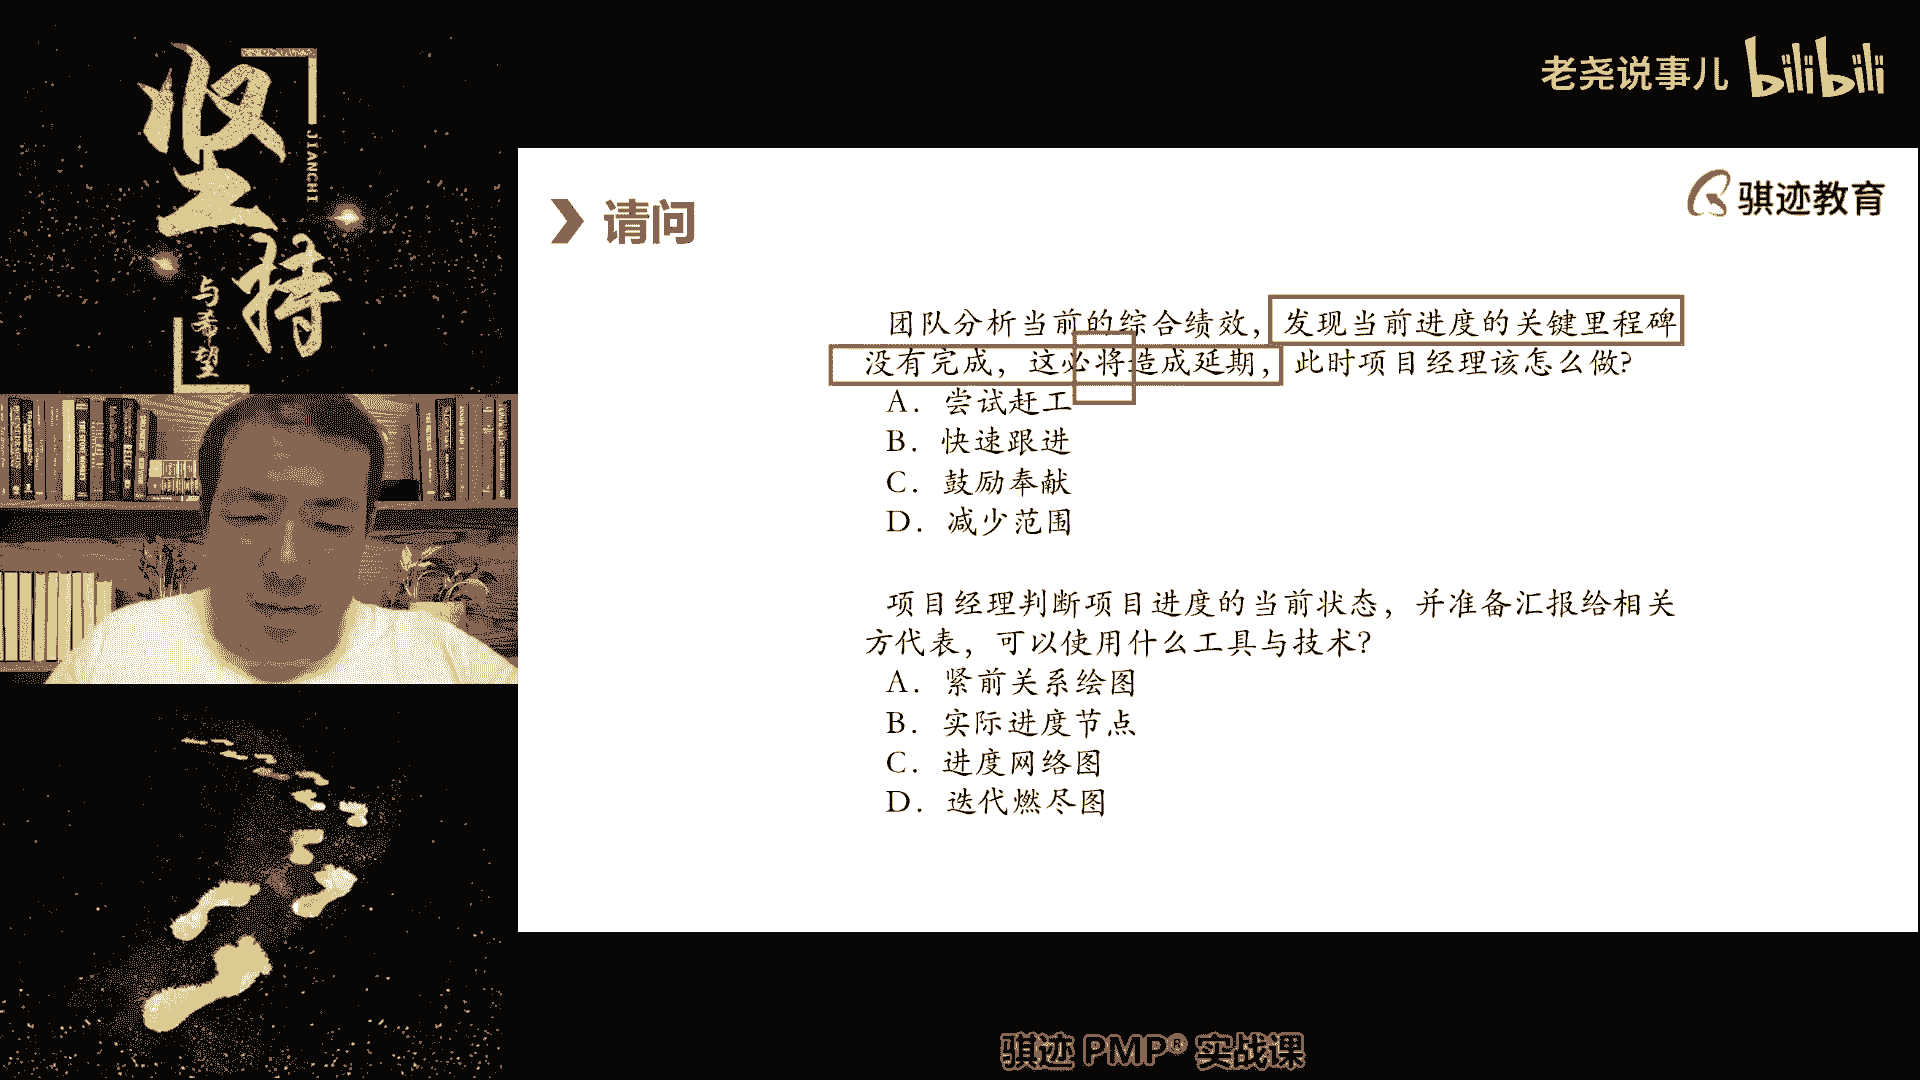 坚持
JIANCHI
与希望
老尧说事儿 bilibili
骐迹教育
请问
团队分析当前的综合绩效，发现当前进度的关键里程碑
没有完成，这必将造成延期，此时项目经理该怎么做?
A. 尝试赶工
B. 快速跟进
C. 鼓励奉献
D. 减少范围
项目经理判断项目进度的当前状态，并准备汇报给相关
方代表，可以使用什么工具与技术?
A. 紧前关系绘图
B. 实际进度节点
C. 进度网络图
D. 迭代燃尽图
骐迹 PMP® 实战课